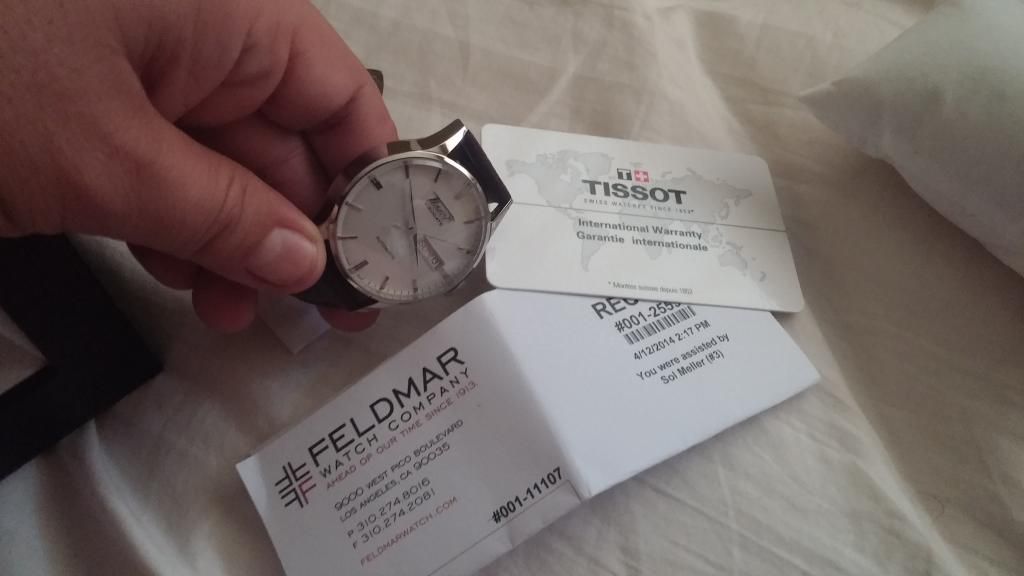 TISSOT
SWISS WATCHES SINCE 1853*
International Warranty
Garantie internationale
* Montres suisses depuis 1853
4/12/2014 2:17 PM
You were assisted by
Sol Meller (#3)
FELDMAR
WATCH COMPANY
AHEAD OF OUR TIME SINCE 1913
9000 WEST PICO BOULEVARD
LOS ANGELES, CA 90035
P 310.274.8016
F 310.274.2081
FELDMARWATCH.COM
#001-11107